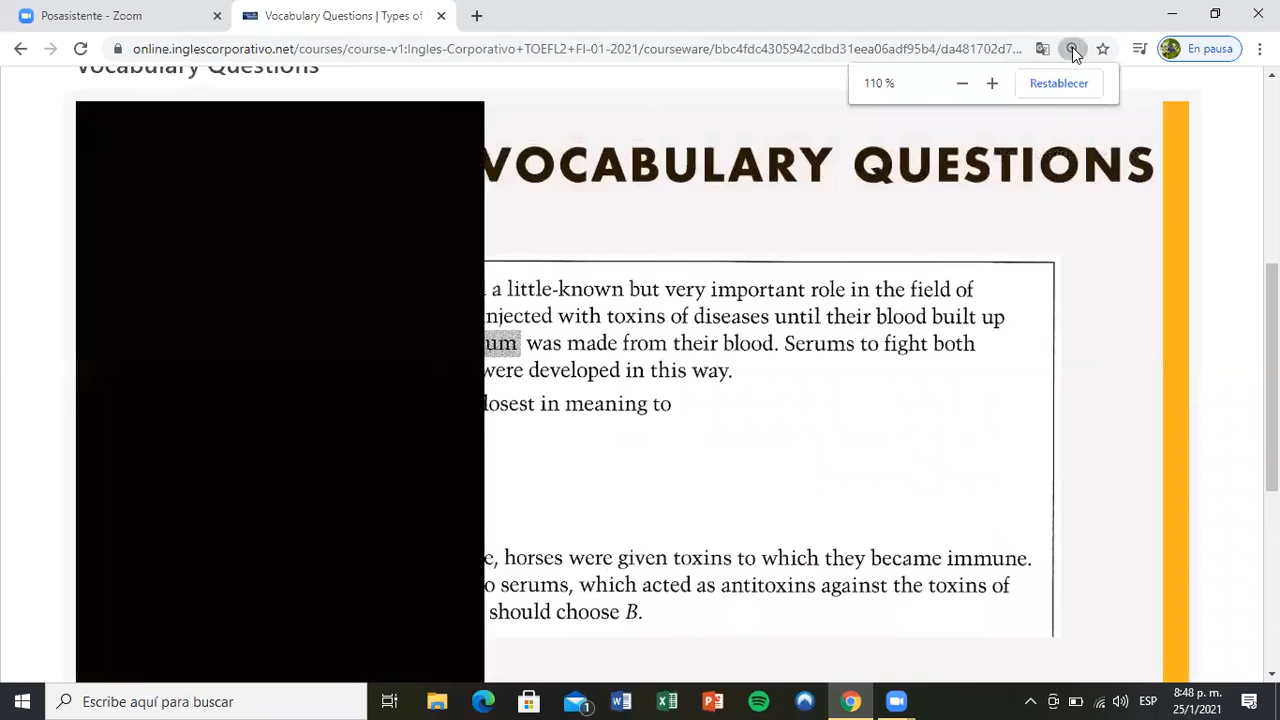 Posasistente - Zoom
Vocabulary Questions | Types of
online.inglescorporativo.net/courses/course-v1:Ingles-Corporativo+TOEFL2+FI-01-2021/courseware/bbc4fdc4305942cdbd31eea06adf95b4/da481702d7...
En pausa
Vocabulary Questions
110 %
Restablecer
VOCABULARY QUESTIONS
a little-known but very important role in the field of
njected with toxins of diseases until their blood built up
um was made from their blood. Serums to fight both
were developed in this way.
losest in meaning to
e, horses were given toxins to which they became immune.
o serums, which acted as antitoxins against the toxins of
should choose B.
Escribe aquí para buscar
1
ESP
8:48 p. m.
25/1/2021